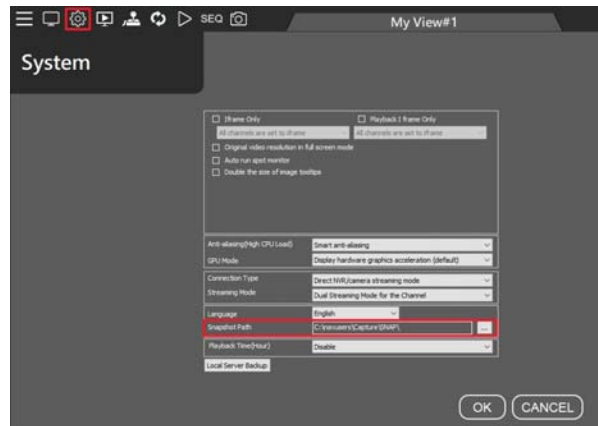 SEQ
My View#1
System
Iframe Only
Playback I frame Only
All channels are set to iframe
All channels are set to iframe
Original video resolution in full screen mode
Auto run spot monitor
Double the size of image tooltips
Anti-aliasing(High CPU Load)
Smart anti-aliasing
GPU Mode
Display hardware graphics acceleration (default)
Connection Type
Direct NVR/camera streaming mode
Streaming Mode
Dual Streaming Mode for the Channel
Language
English
Snapshot Path
...
Playback Time(Hour)
Disable
Local Server Backup
OK
CANCEL